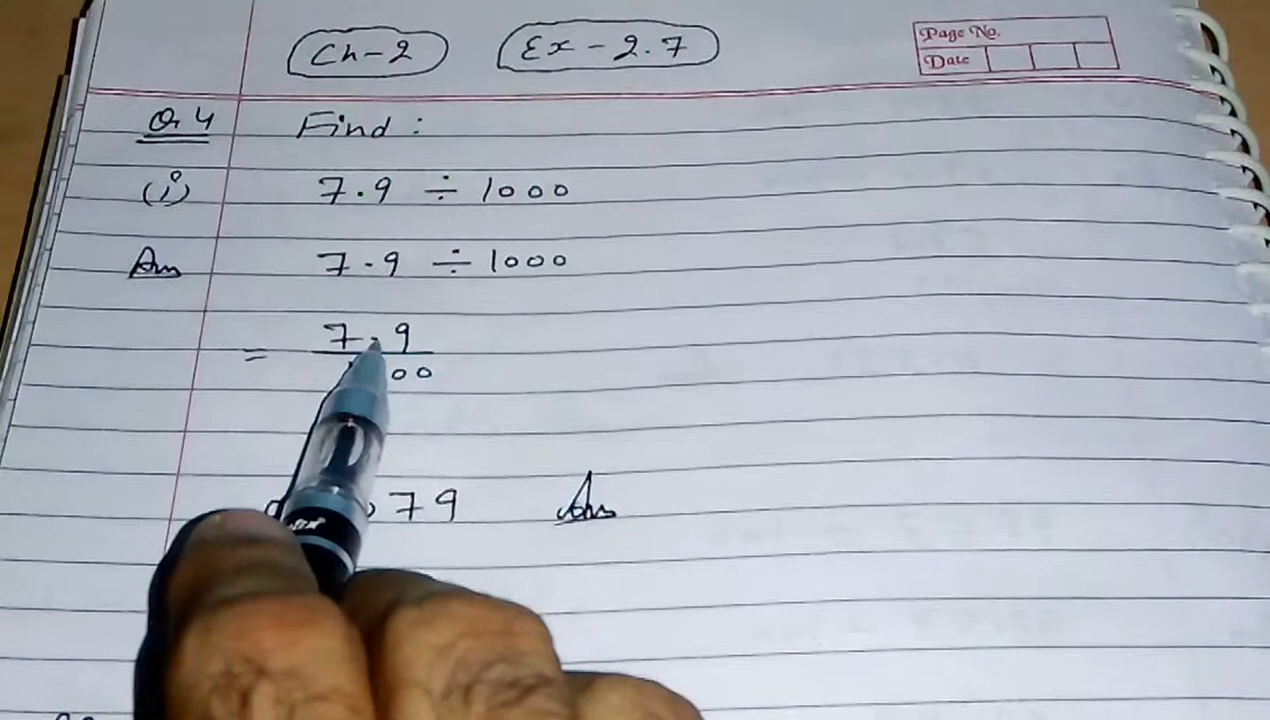 Ch-2 Ex-2.7
Page No.
Date
Q.4 Find :
(i) 7.9 ÷ 1000
Ans 7.9 ÷ 1000
= 7.9
00
79 Ans